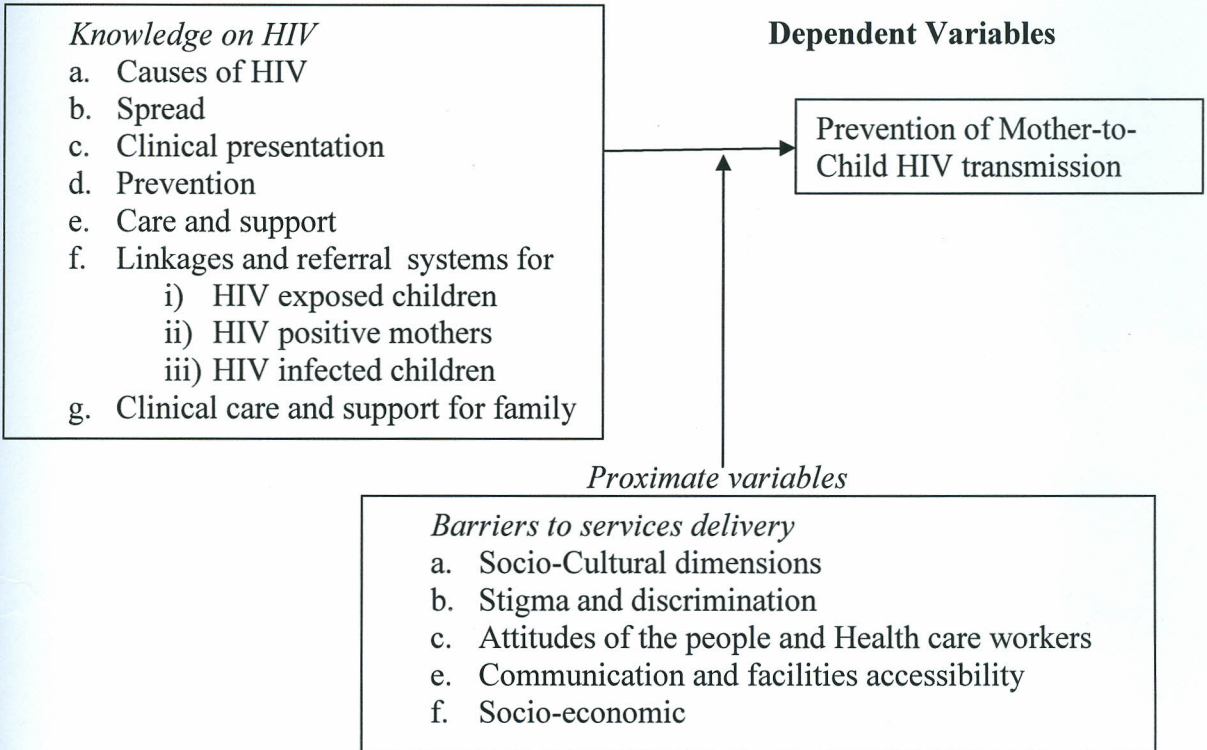 Knowledge on HIV
a. Causes of HIV
b. Spread
c. Clinical presentation
d. Prevention
e. Care and support
f. Linkages and referral systems for
i) HIV exposed children
ii) HIV positive mothers
iii) HIV infected children
g. Clinical care and support for family
Dependent Variables
Prevention of Mother-to-
Child HIV transmission
Proximate variables
Barriers to services delivery
a. Socio-Cultural dimensions
b. Stigma and discrimination
c. Attitudes of the people and Health care workers
e. Communication and facilities accessibility
f. Socio-economic